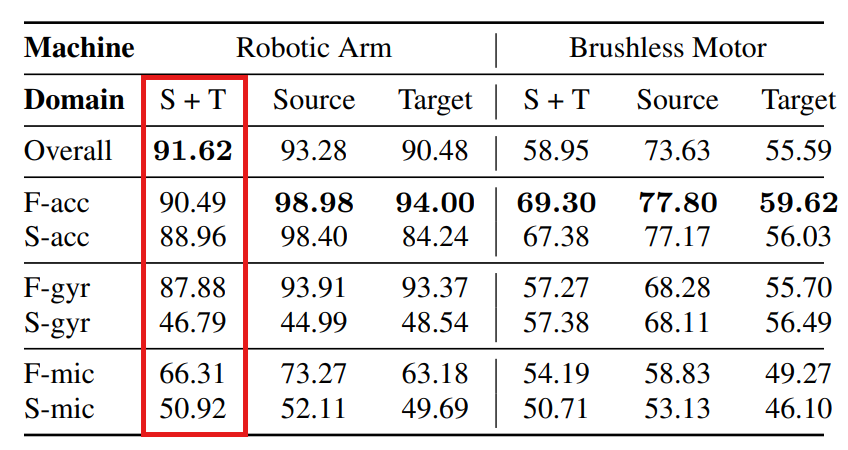 Machine Robotic Arm Brushless Motor
Domain S + T Source Target S + T Source Target
Overall 91.62 93.28 90.48 58.95 73.63 55.59
F-acc 90.49 98.98 94.00 69.30 77.80 59.62
S-acc 88.96 98.40 84.24 67.38 77.17 56.03
F-gyr 87.88 93.91 93.37 57.27 68.28 55.70
S-gyr 46.79 44.99 48.54 57.38 68.11 56.49
F-mic 66.31 73.27 63.18 54.19 58.83 49.27
S-mic 50.92 52.11 49.69 50.71 53.13 46.10